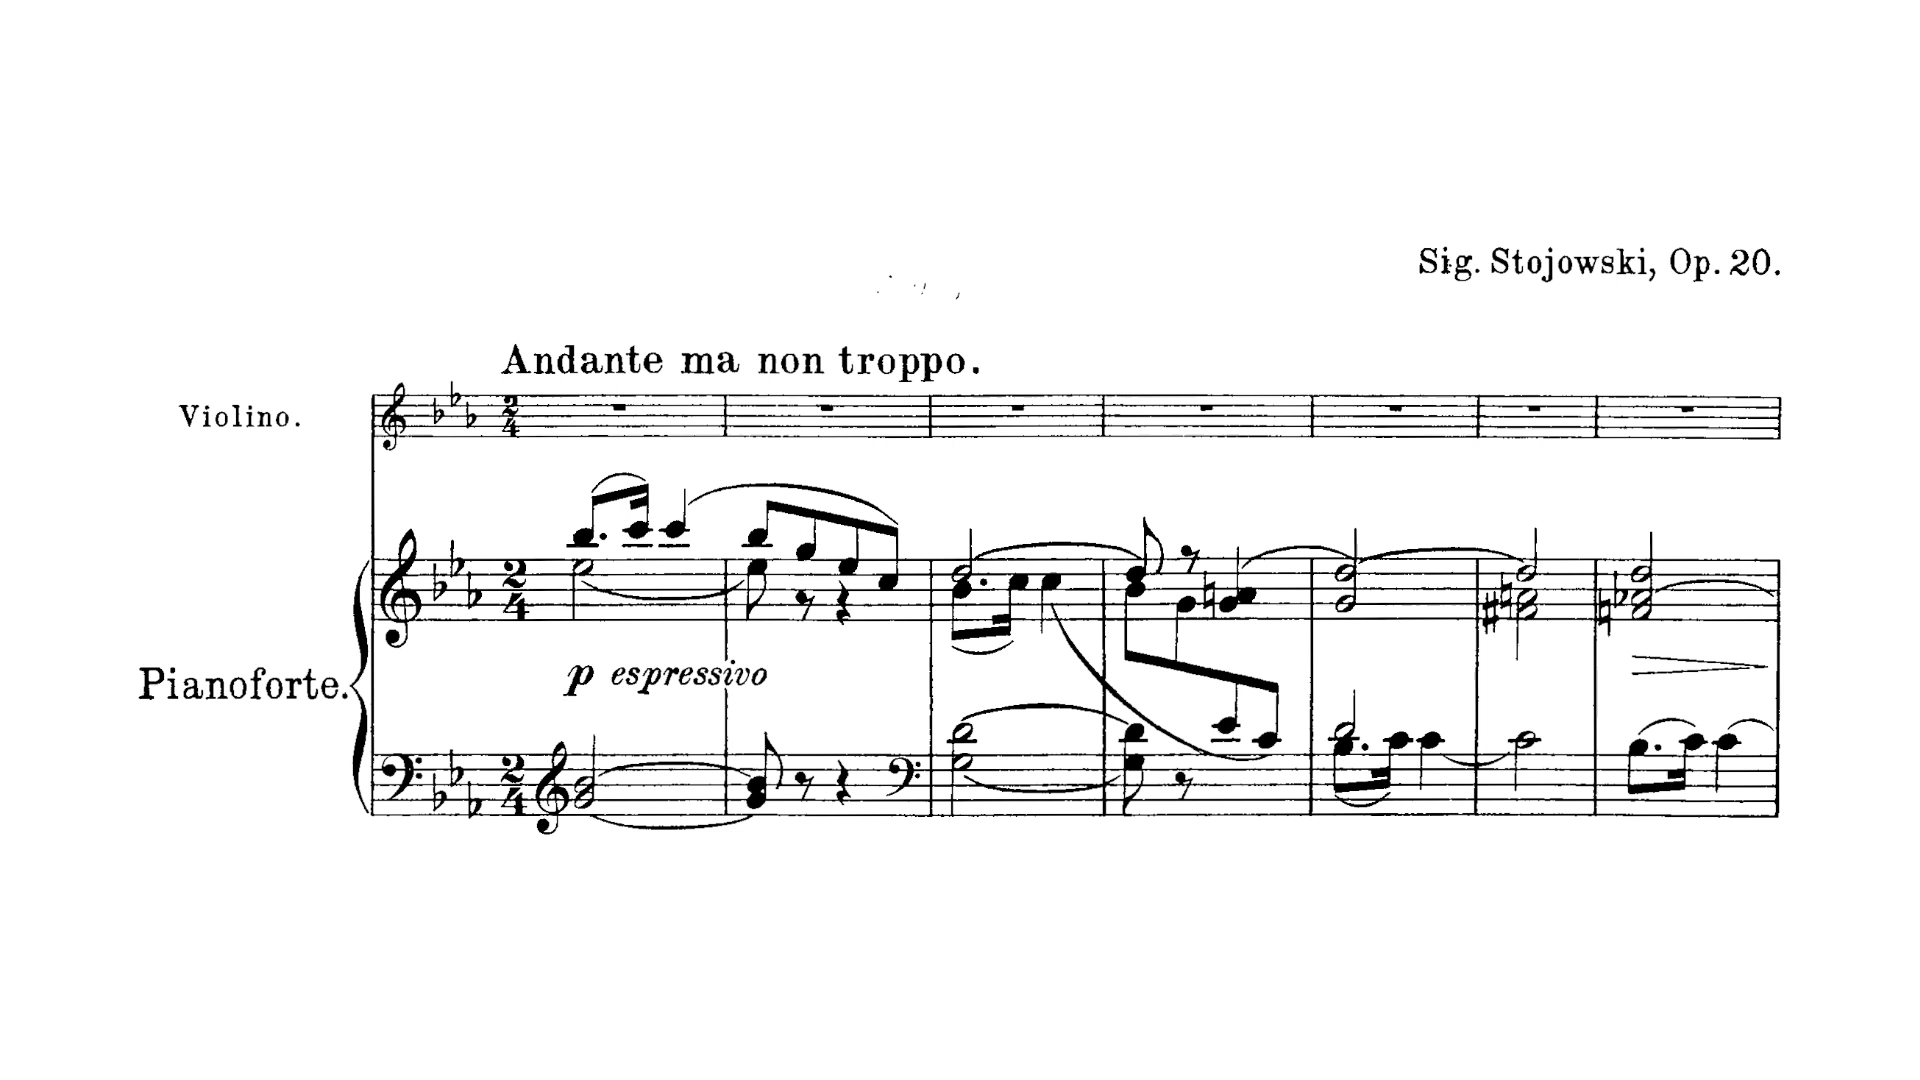 Sig. Stojowski, Op. 20.
Andante ma non troppo.
Violino.
p espressivo
Pianoforte.